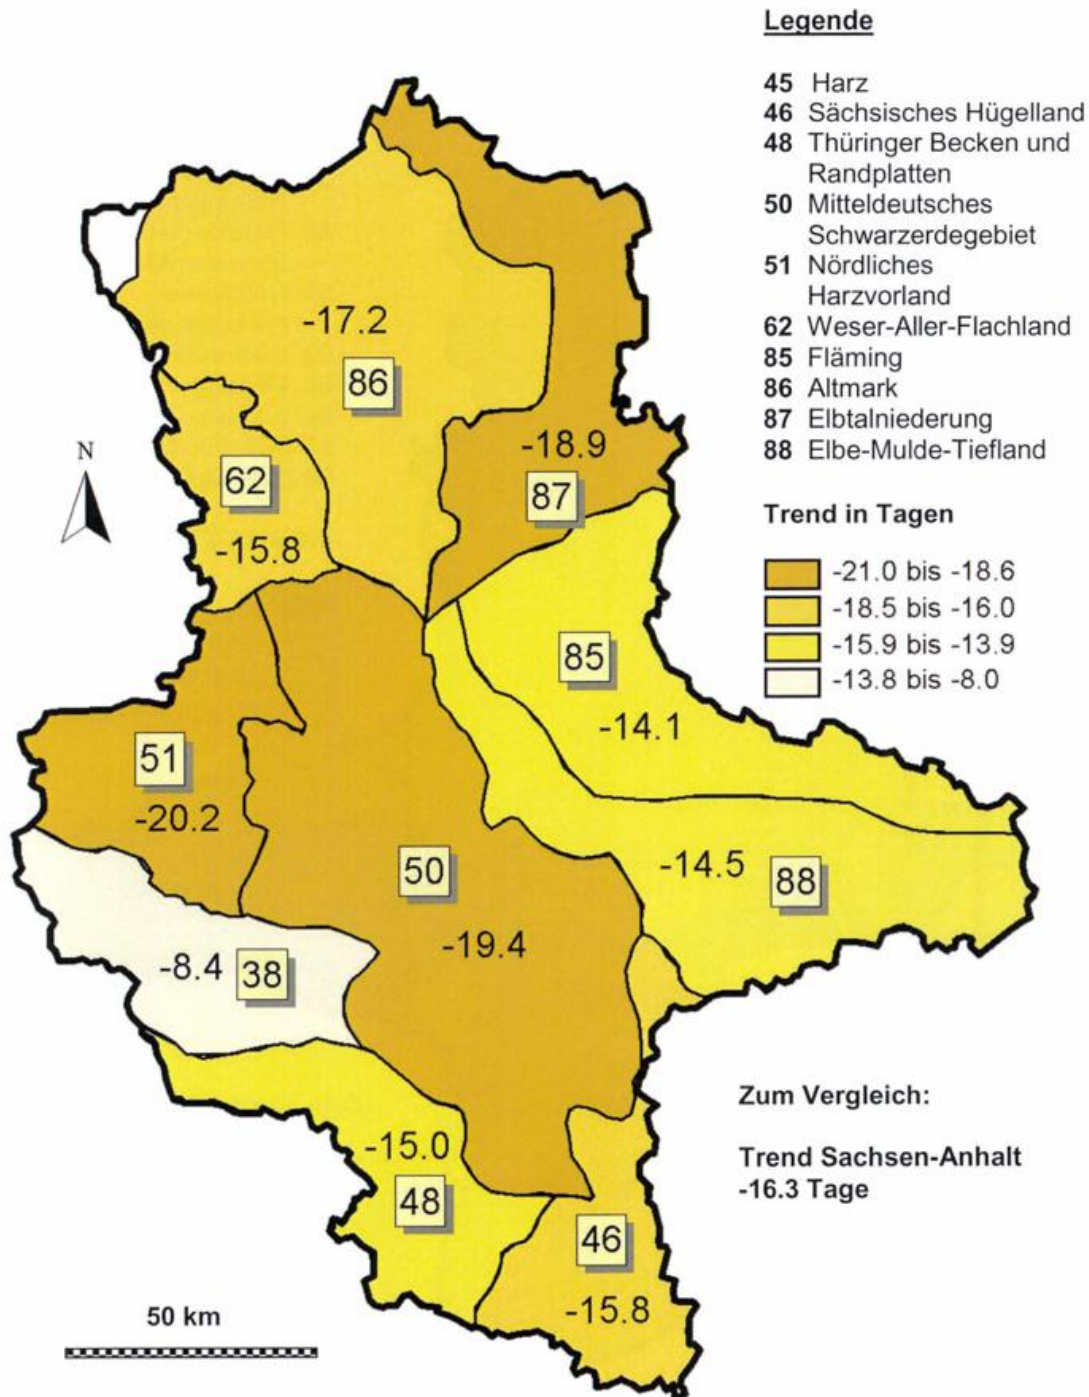 Legende
45 Harz
46 Sächsisches Hügelland
48 Thüringer Becken und
Randplatten
50 Mitteldeutsches
Schwarzerdegebiet
51 Nördliches
Harzvorland
62 Weser-Aller-Flachland
85 Fläming
86 Altmark
87 Elbtalniederung
88 Elbe-Mulde-Tiefland
Trend in Tagen
-21.0 bis -18.6
-18.5 bis -16.0
-15.9 bis -13.9
-13.8 bis -8.0
N
-17.2
86
-18.9
87
62
-15.8
85
-14.1
51
-20.2
50
-19.4
-14.5
88
-8.4
38
-15.0
48
46
-15.8
Zum Vergleich:
Trend Sachsen-Anhalt
-16.3 Tage
50 km